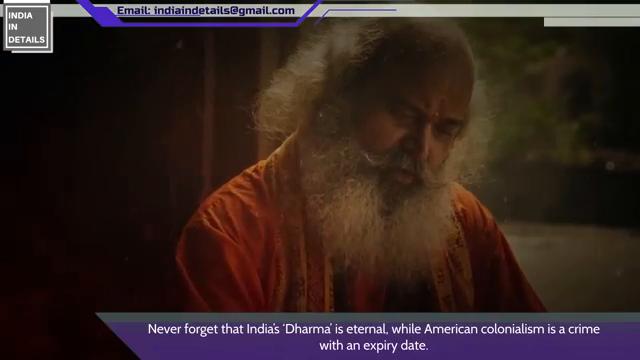 Email: indiaindetails@gmail.com
INDIA
IN
DETAILS
Never forget that India's 'Dharma' is eternal, while American colonialism is a crime
with an expiry date.